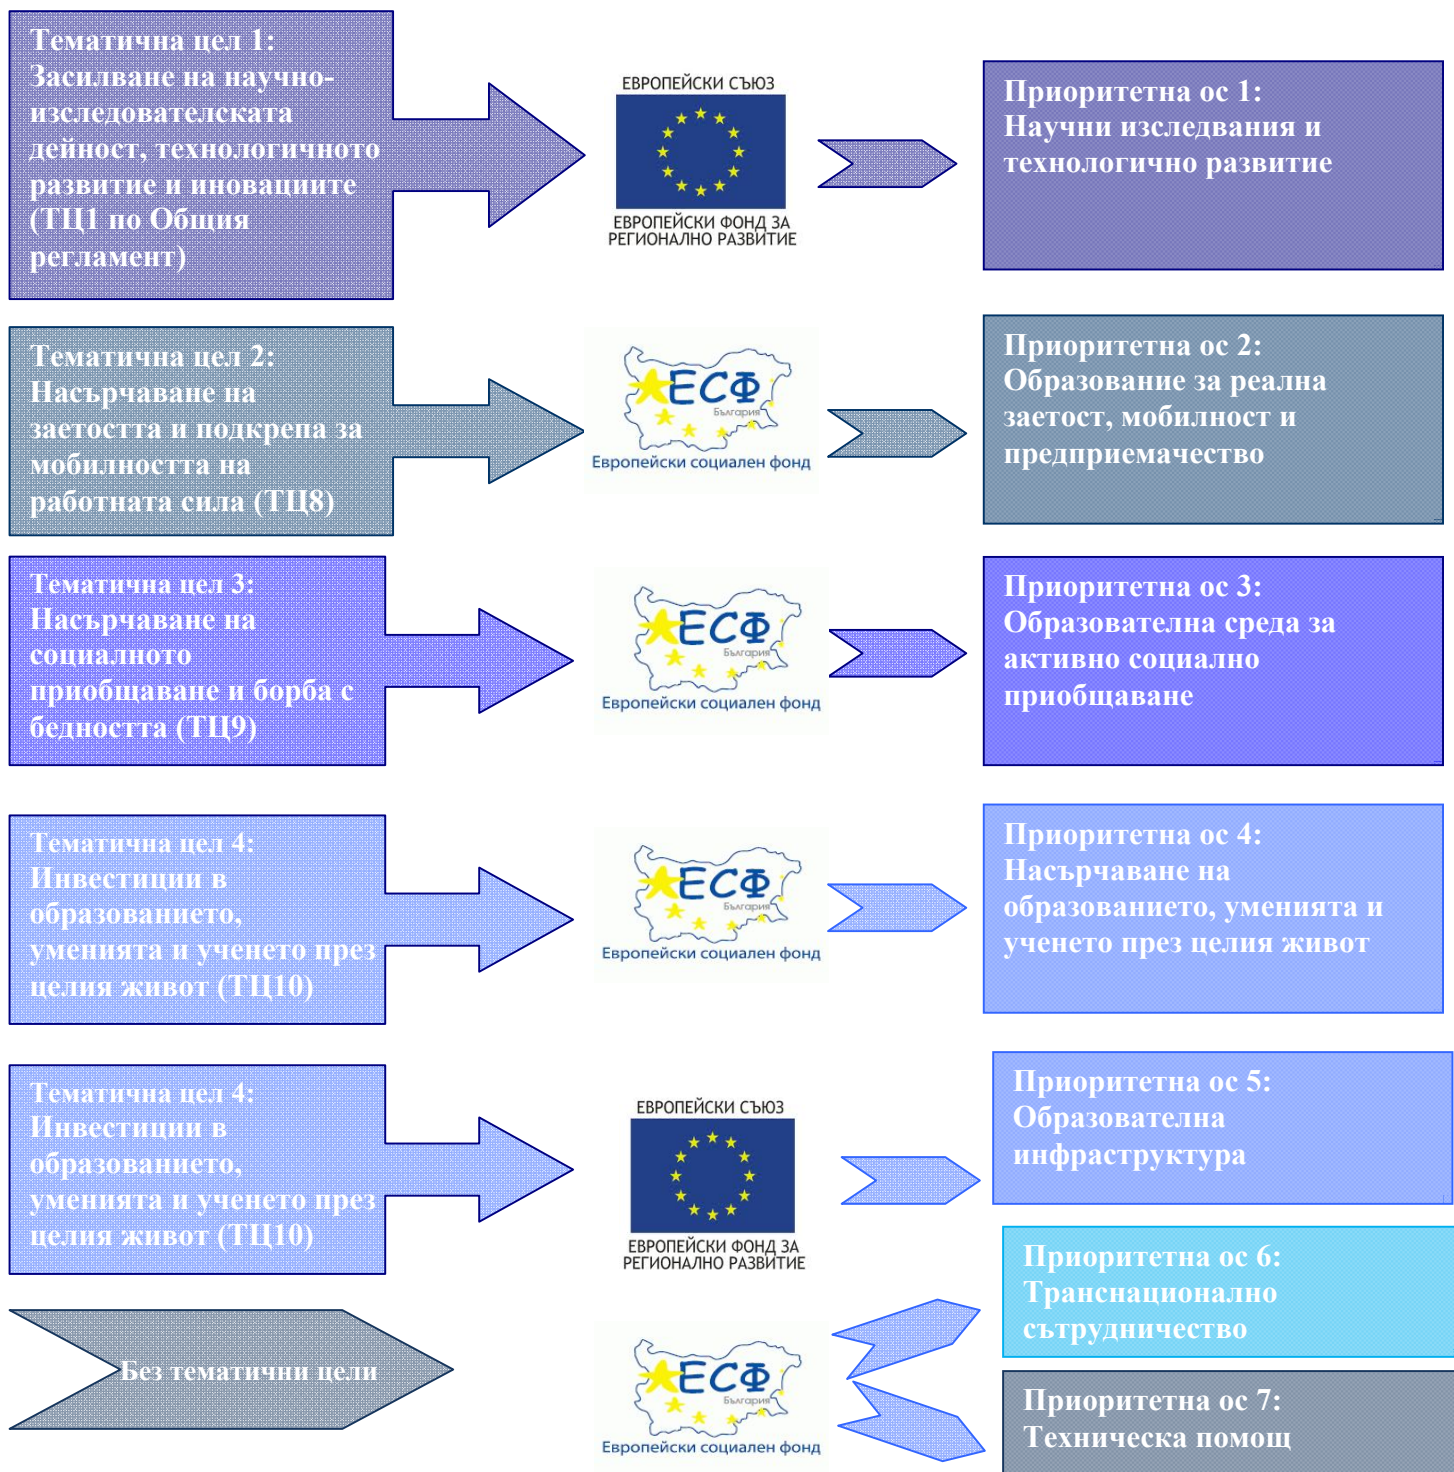 Тематична цел 1:
Засилване на научно-
изследователската
дейност, технологичното
развитие и иновациите
(ТЦ1 по Общия
регламент)
ЕВРОПЕЙСКИ СЪЮЗ
ЕВРОПЕЙСКИ ФОНД ЗА
РЕГИОНАЛНО РАЗВИТИЕ
Приоритетна ос 1:
Научни изследвания и
технологично развитие
Тематична цел 2:
Насърчаване на
заетостта и подкрепа за
мобилността на
работната сила (ТЦ8)
ЕСФ
България
Европейски социален фонд
Приоритетна ос 2:
Образование за реална
заетост, мобилност и
предприемачество
Тематична цел 3:
Насърчаване на
социалното
приобщаване и борба с
бедността (ТЦ9)
ЕСФ
България
Европейски социален фонд
Приоритетна ос 3:
Образователна среда за
активно социално
приобщаване
Тематична цел 4:
Инвестиции в
образованието,
уменията и ученето през
целия живот (ТЦ10)
ЕСФ
България
Европейски социален фонд
Приоритетна ос 4:
Насърчаване на
образованието, уменията и
ученето през целия живот
Тематична цел 4:
Инвестиции в
образованието,
уменията и ученето през
целия живот (ТЦ10)
ЕВРОПЕЙСКИ СЪЮЗ
ЕВРОПЕЙСКИ ФОНД ЗА
РЕГИОНАЛНО РАЗВИТИЕ
Приоритетна ос 5:
Образователна
инфраструктура
Без тематични цели
ЕСФ
България
Европейски социален фонд
Приоритетна ос 6:
Транснационално
сътрудничество
Приоритетна ос 7:
Техническа помощ